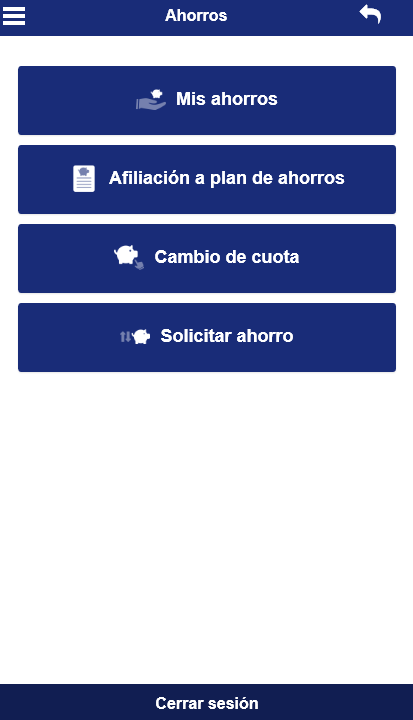 Ahorros
Mis ahorros
Afiliación a plan de ahorros
Cambio de cuota
Solicitar ahorro
Cerrar sesión